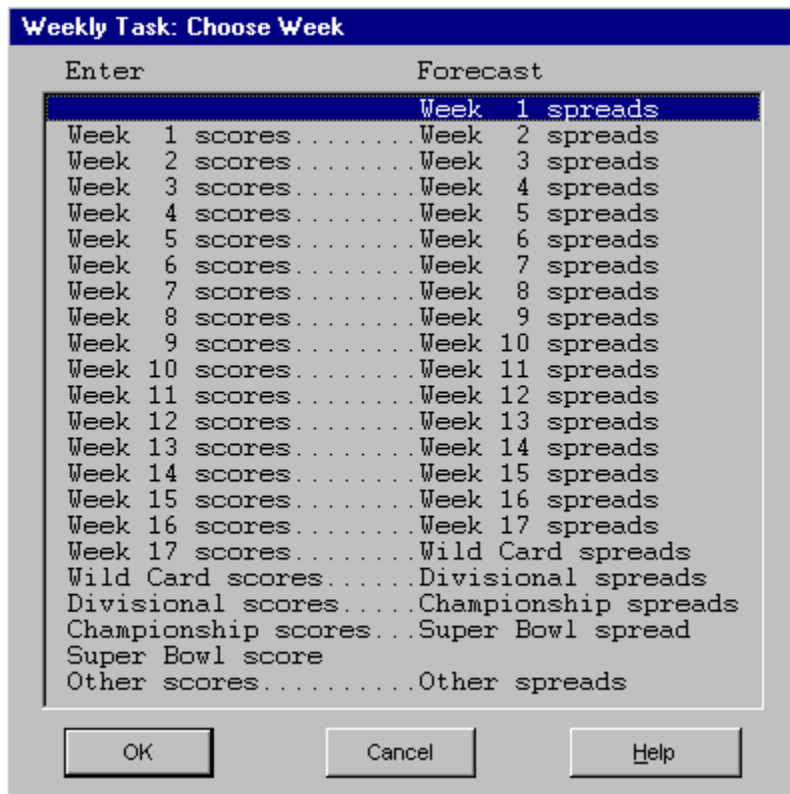 Weekly Task: Choose Week
Enter Forecast
Week  1 spreads
Week  1 scores........Week  2 spreads
Week  2 scores........Week  3 spreads
Week  3 scores........Week  4 spreads
Week  4 scores........Week  5 spreads
Week  5 scores........Week  6 spreads
Week  6 scores........Week  7 spreads
Week  7 scores........Week  8 spreads
Week  8 scores........Week  9 spreads
Week  9 scores........Week 10 spreads
Week 10 scores........Week 11 spreads
Week 11 scores........Week 12 spreads
Week 12 scores........Week 13 spreads
Week 13 scores........Week 14 spreads
Week 14 scores........Week 15 spreads
Week 15 scores........Week 16 spreads
Week 16 scores........Week 17 spreads
Week 17 scores........Wild Card spreads
Wild Card scores......Divisional spreads
Divisional scores.....Championship spreads
Championship scores...Super Bowl spread
Super Bowl score
Other scores..........Other spreads
OK Cancel Help